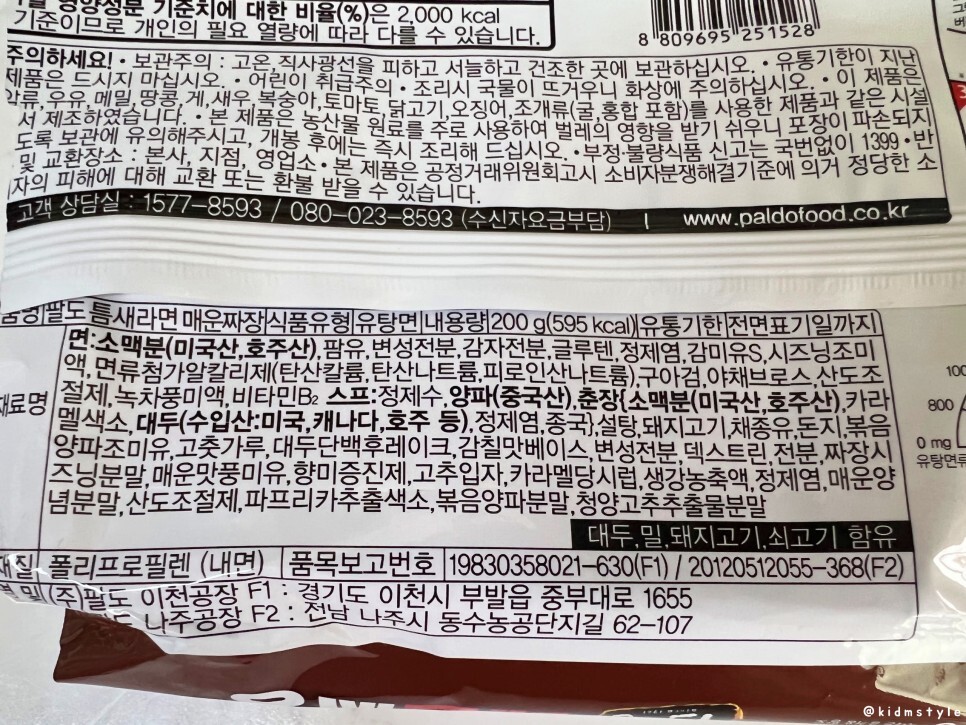 영양성분 기준치에 대한 비율(%)은 2,000 kcal
기준이므로 개인의 필요 열량에 따라 다를 수 있습니다.
8 809695 251528
주의하세요! • 보관주의 : 고온, 직사광선을 피하고 서늘하고 건조한 곳에 보관하십시오. • 유통기한이 지난
제품은 드시지 마십시오. • 어린이 취급주의 • 조리시 국물이 뜨거우니 화상에 주의하십시오. • 이 제품은
우유, 메밀, 땅콩, 게, 새우, 복숭아, 토마토, 닭고기, 오징어, 조개류(굴, 홍합 포함)를 사용한 제품과 같은 시설
서 제조하였습니다. • 본 제품은 농산물 원료를 주로 사용하여 벌레의 영향을 받기 쉬우니 포장이 파손되지
도록 보관에 유의해주시고, 개봉 후에는 즉시 조리해 드십시오. • 부정·불량식품 신고는 국번없이 1399 • 반
및 교환장소 : 본사, 지점, 영업소 • 본 제품은 공정거래위원회고시 소비자분쟁해결기준에 의거 정당한 소
자의 피해에 대해 교환 또는 환불 받을 수 있습니다.
고객 상담실 : 1577-8593 / 080-023-8593 (수신자요금부담) | www.paldofood.co.kr
팔도 틈새라면 매운짜장 식품유형 유탕면 내용량 200 g(595 kcal) 유통기한 전면표기일까지
면:소맥분(미국산,호주산),팜유,변성전분,감자전분,글루텐,정제염,감미유S,시즈닝조미
액,면류첨가알칼리제(탄산칼륨,탄산나트륨,피로인산나트륨),구아검,야채브로스,산도조
재료명 절제,녹차풍미액,비타민B₂ 스프:정제수,양파(중국산),춘장{소맥분(미국산,호주산),카라
멜색소,대두(수입산:미국,캐나다,호주 등),정제염,종국},설탕,돼지고기,채종유,돈지,볶음
양파조미유,고춧가루,대두단백후레이크,감칠맛베이스,변성전분,덱스트린,전분,짜장시
즈닝분말,매운맛풍미유,향미증진제,고추입자,카라멜당시럽,생강농축액,정제염,매운양
념분말,산도조절제,파프리카추출색소,볶음양파분말,청양고추추출물분말
대두,밀,돼지고기,쇠고기 함유
재질 폴리프로필렌 (내면) 품목보고번호 19830358021-630(F1) / 20120512055-368(F2)
및 (주)팔도 이천공장 F1 : 경기도 이천시 부발읍 중부대로 1655
나주공장 F2 : 전남 나주시 동수농공단지길 62-107
100
800
0 mg
유탕면류
@kidmstyle